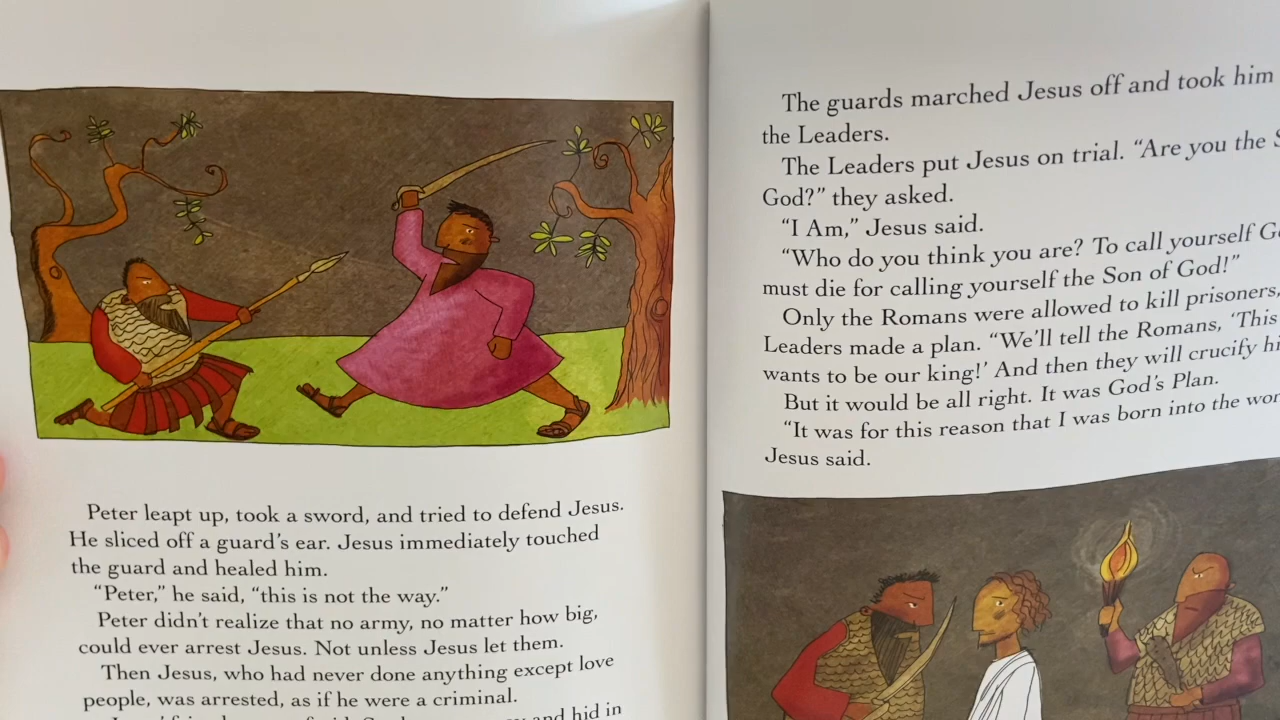 Peter leapt up, took a sword, and tried to defend Jesus.
He sliced off a guard's ear. Jesus immediately touched
the guard and healed him.
“Peter,” he said, “this is not the way.”
Peter didn't realize that no army, no matter how big,
could ever arrest Jesus. Not unless Jesus let them.
Then Jesus, who had never done anything except love
people, was arrested, as if he were a criminal.
and hid in
The guards marched Jesus off and took him
the Leaders.
The Leaders put Jesus on trial. “Are you the
God?” they asked.
“I Am,” Jesus said.
“Who do you think you are? To call yourself
must die for calling yourself the Son of God!”
Only the Romans were allowed to kill prisoners,
Leaders made a plan. “We'll tell the Romans, ‘This
wants to be our king!’ And then they will crucify
But it would be all right. It was God's Plan.
“It was for this reason that I was born into the
Jesus said.